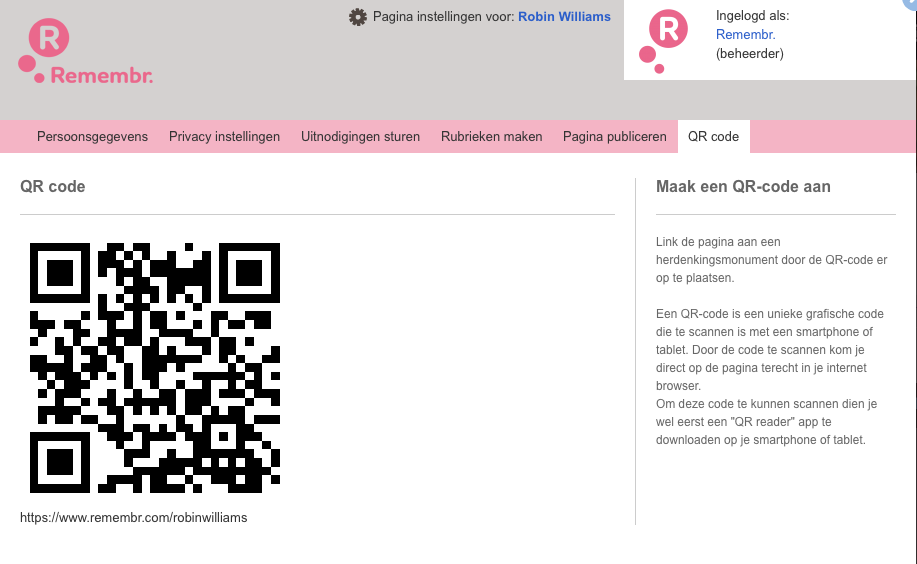 R
Remembr.
Pagina instellingen voor: Robin Williams
R
Ingelogd als:
Remembr.
(beheerder)
Persoonsgegevens Privacy instellingen Uitnodigingen sturen Rubrieken maken Pagina publiceren QR code
QR code
https://www.remembr.com/robinwilliams
Maak een QR-code aan
Link de pagina aan een
herdenkingsmonument door de QR-code er
op te plaatsen.
Een QR-code is een unieke grafische code
die te scannen is met een smartphone of
tablet. Door de code te scannen kom je
direct op de pagina terecht in je internet
browser.
Om deze code te kunnen scannen dien je
wel eerst een "QR reader" app te
downloaden op je smartphone of tablet.